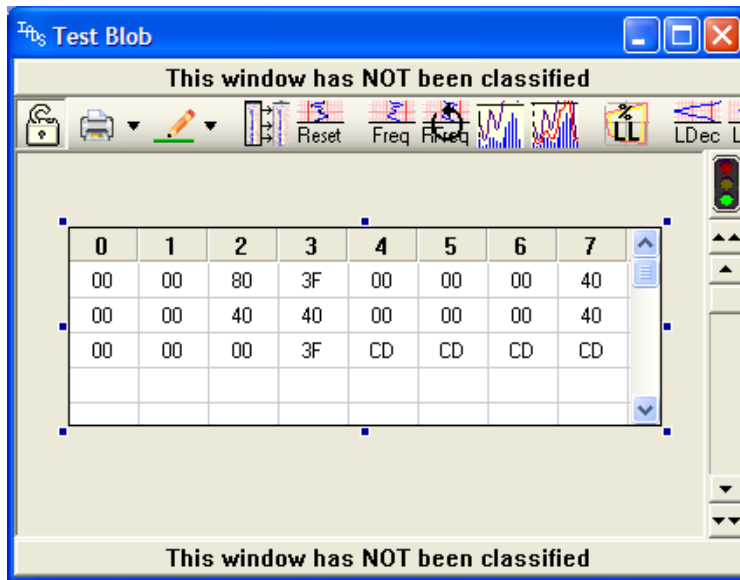 IADS Test Blob
This window has NOT been classified
Reset Freq RFreq % LL LDec L
0 1 2 3 4 5 6 7
00 00 80 3F 00 00 00 40
00 00 40 40 00 00 00 40
00 00 00 3F CD CD CD CD
This window has NOT been classified